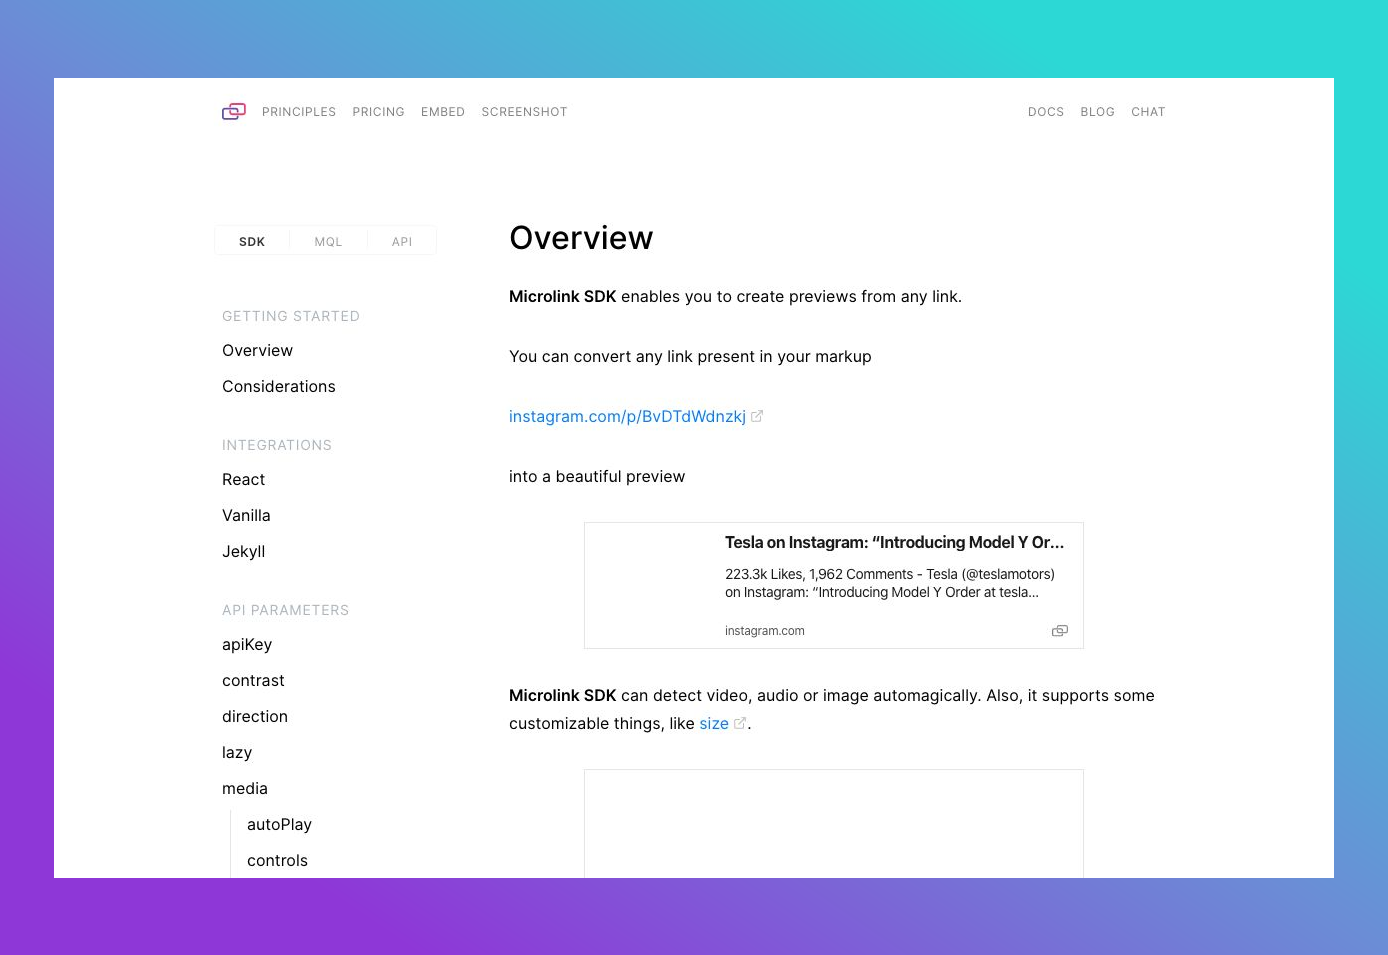 PRINCIPLES PRICING EMBED SCREENSHOT DOCS BLOG CHAT
SDK MQL API
GETTING STARTED
Overview
Considerations
INTEGRATIONS
React
Vanilla
Jekyll
API PARAMETERS
apiKey
contrast
direction
lazy
media
autoPlay
controls
Overview
Microlink SDK enables you to create previews from any link.
You can convert any link present in your markup
instagram.com/p/BvDTdWdnzkj
into a beautiful preview
Tesla on Instagram: “Introducing Model Y Or...
223.3k Likes, 1,962 Comments - Tesla (@teslamotors)
on Instagram: “Introducing Model Y Order at tesla...
instagram.com
Microlink SDK can detect video, audio or image automagically. Also, it supports some
customizable things, like size.